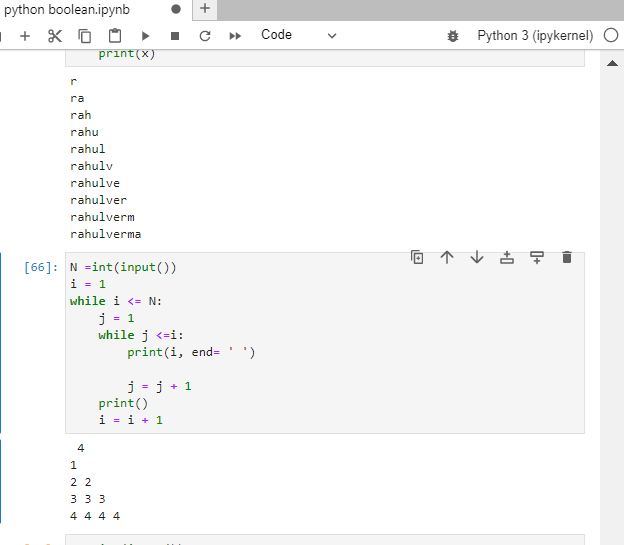 python boolean.ipynb
Code
Python 3 (ipykernel)
print(x)
r
ra
rah
rahu
rahul
rahulv
rahulve
rahulver
rahulverm
rahulverma
[66]: N =int(input())
i = 1
while i <= N:
j = 1
while j <=i:
print(i, end= ' ')
j = j + 1
print()
i = i + 1
4
1
2 2
3 3 3
4 4 4 4